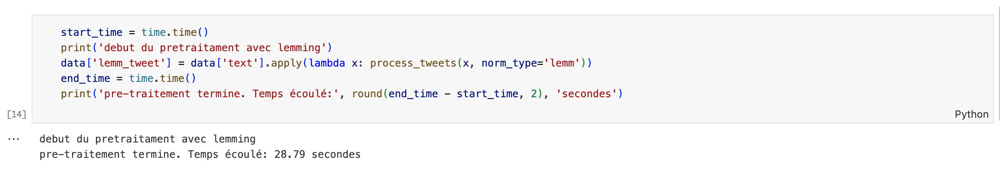 start_time = time.time()
print('debut du pretraitament avec lemming')
data['lemm_tweet'] = data['text'].apply(lambda x: process_tweets(x, norm_type='lemm'))
end_time = time.time()
print('pre-traitement termine. Temps écoulé:', round(end_time - start_time, 2), 'secondes')
[14]
Python
...
debut du pretraitament avec lemming
pre-traitement termine. Temps écoulé: 28.79 secondes